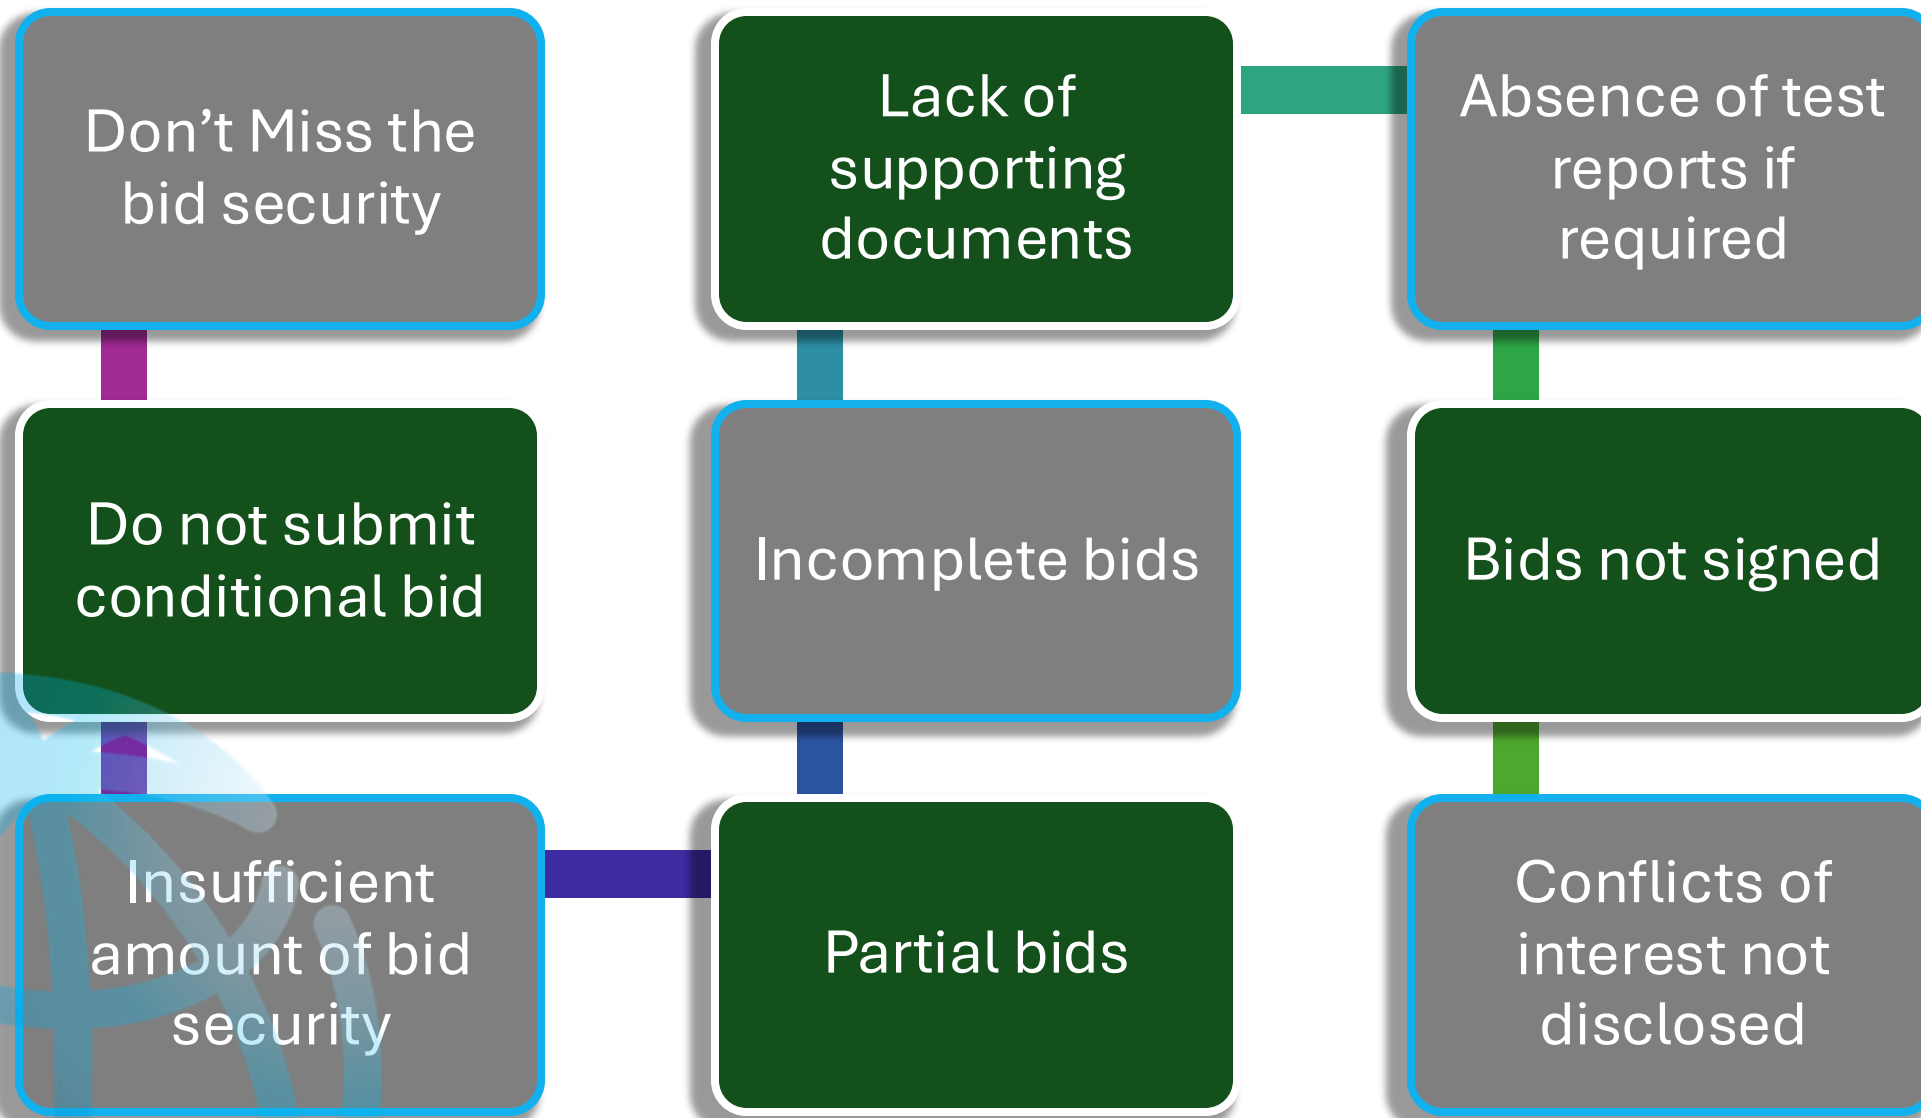 Don’t Miss the
bid security
Do not submit
conditional bid
Insufficient
amount of bid
security
Partial bids
Incomplete bids
Lack of
supporting
documents
Absence of test
reports if
required
Bids not signed
Conflicts of
interest not
disclosed